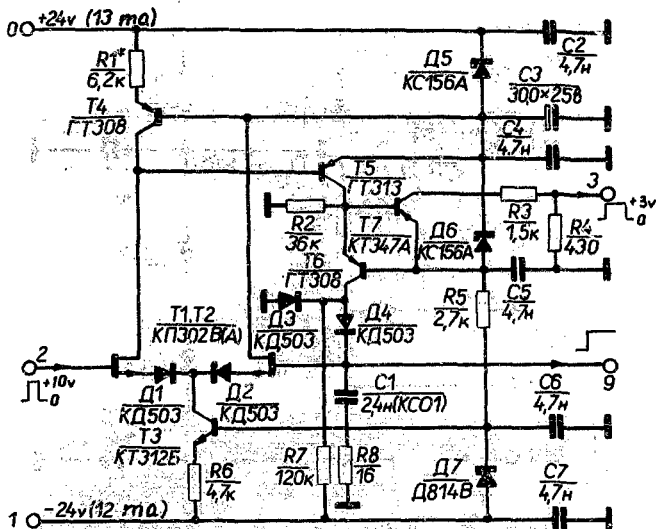 0 +24v (13 ma)
R1*
6,2к
T4
ГТ308
Д5
КС156А
C2
4,7н
C3
30,0×25в
C4
4,7н
T5
ГТ313
R2
36к
T7
КТ347А
Д6
КС156А
R3
1,5к
R4
430
3
+3v
0
T6
ГТ308
Д3
КД503
Д4
КД503
R5
2,7к
C5
4,7н
T1,T2
КП302В(А)
2
+10v
0
Д1
КД503
Д2
КД503
C1
2,4н(КСО1)
9
C6
4,7н
T3
КТ312Б
R6
4,7к
R7
120к
R8
16
Д7
Д814В
C7
4,7н
1 -24v(12 ma)